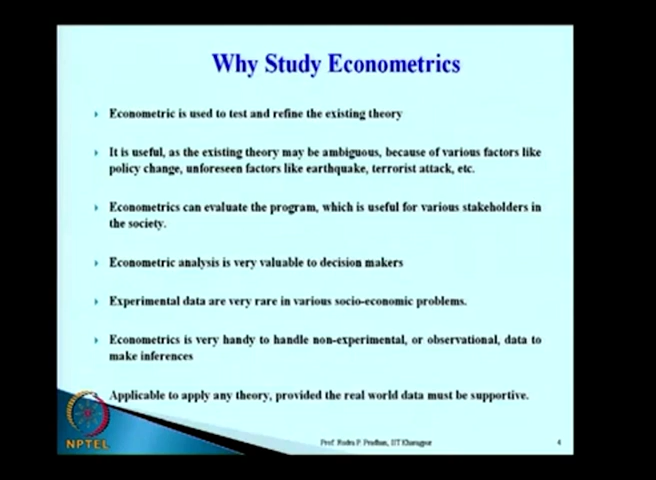 Why Study Econometrics
Econometric is used to test and refine the existing theory
It is useful, as the existing theory may be ambiguous, because of various factors like
policy change, unforeseen factors like earthquake, terrorist attack, etc.
Econometrics can evaluate the program, which is useful for various stakeholders in
the society.
Econometric analysis is very valuable to decision makers
Experimental data are very rare in various socio-economic problems.
Econometrics is very handy to handle non-experimental, or observational, data to
make inferences
Applicable to apply any theory, provided the real world data must be supportive.
NPTEL
Prof. Rudra P. Pradhan, IIT Kharagpur
4